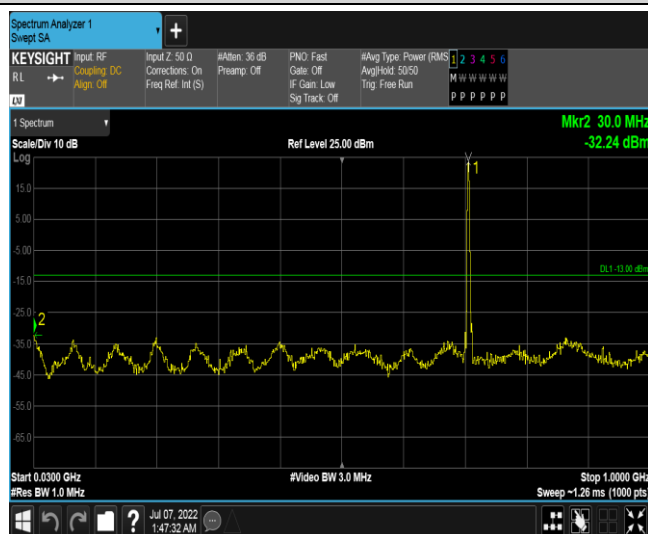 Spectrum Analyzer 1
Swept SA
+
KEYSIGHT Input: RF Input Z: 50 Ω #Atten: 36 dB PNO: Fast #Avg Type: Power (RMS 1 2 3 4 5 6
RL Coupling: DC Corrections: On Preamp: Off Gate: Off Avg|Hold: 50/50 M W W W W W
Align: Off Freq Ref: Int (S) IF Gain: Low Trig: Free Run
Sig Track: Off P P P P P P
LXI
1 Spectrum Mkr2 30.0 MHz
Scale/Div 10 dB Ref Level 25.00 dBm -32.24 dBm
Log
1
15.0
5.00
-5.00
DL1 -13.00 dBm
-15.0
-25.0
2
-35.0
-45.0
-55.0
-65.0
Start 0.0300 GHz #Video BW 3.0 MHz Stop 1.0000 GHz
#Res BW 1.0 MHz Sweep ~1.26 ms (1000 pts)
? Jul 07, 2022
1:47:32 AM